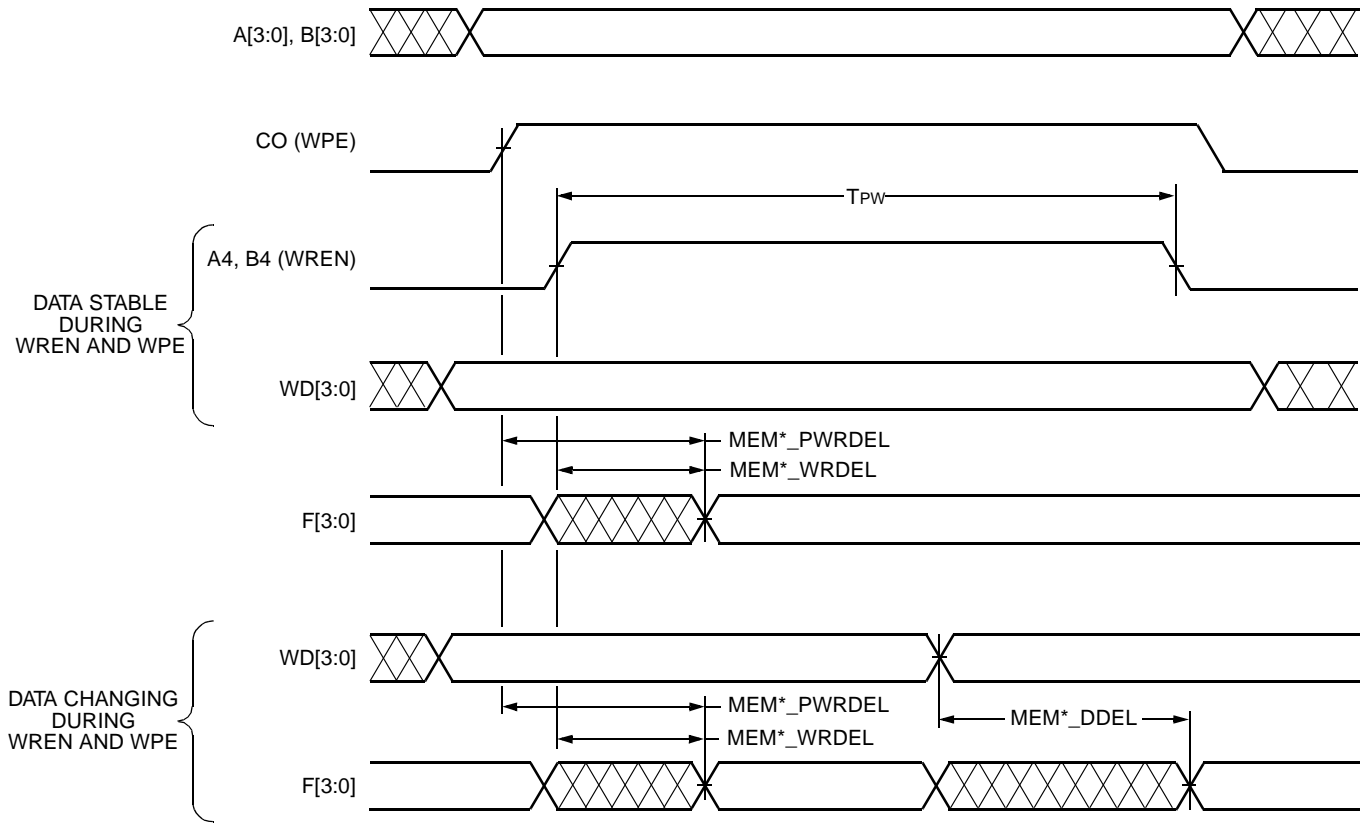 A[3:0], B[3:0]
CO (WPE)
TPW
A4, B4 (WREN)
DATA STABLE
DURING
WREN AND WPE
WD[3:0]
MEM*_PWRDEL
MEM*_WRDEL
F[3:0]
WD[3:0]
DATA CHANGING
DURING
WREN AND WPE
MEM*_PWRDEL
MEM*_DDEL
MEM*_WRDEL
F[3:0]